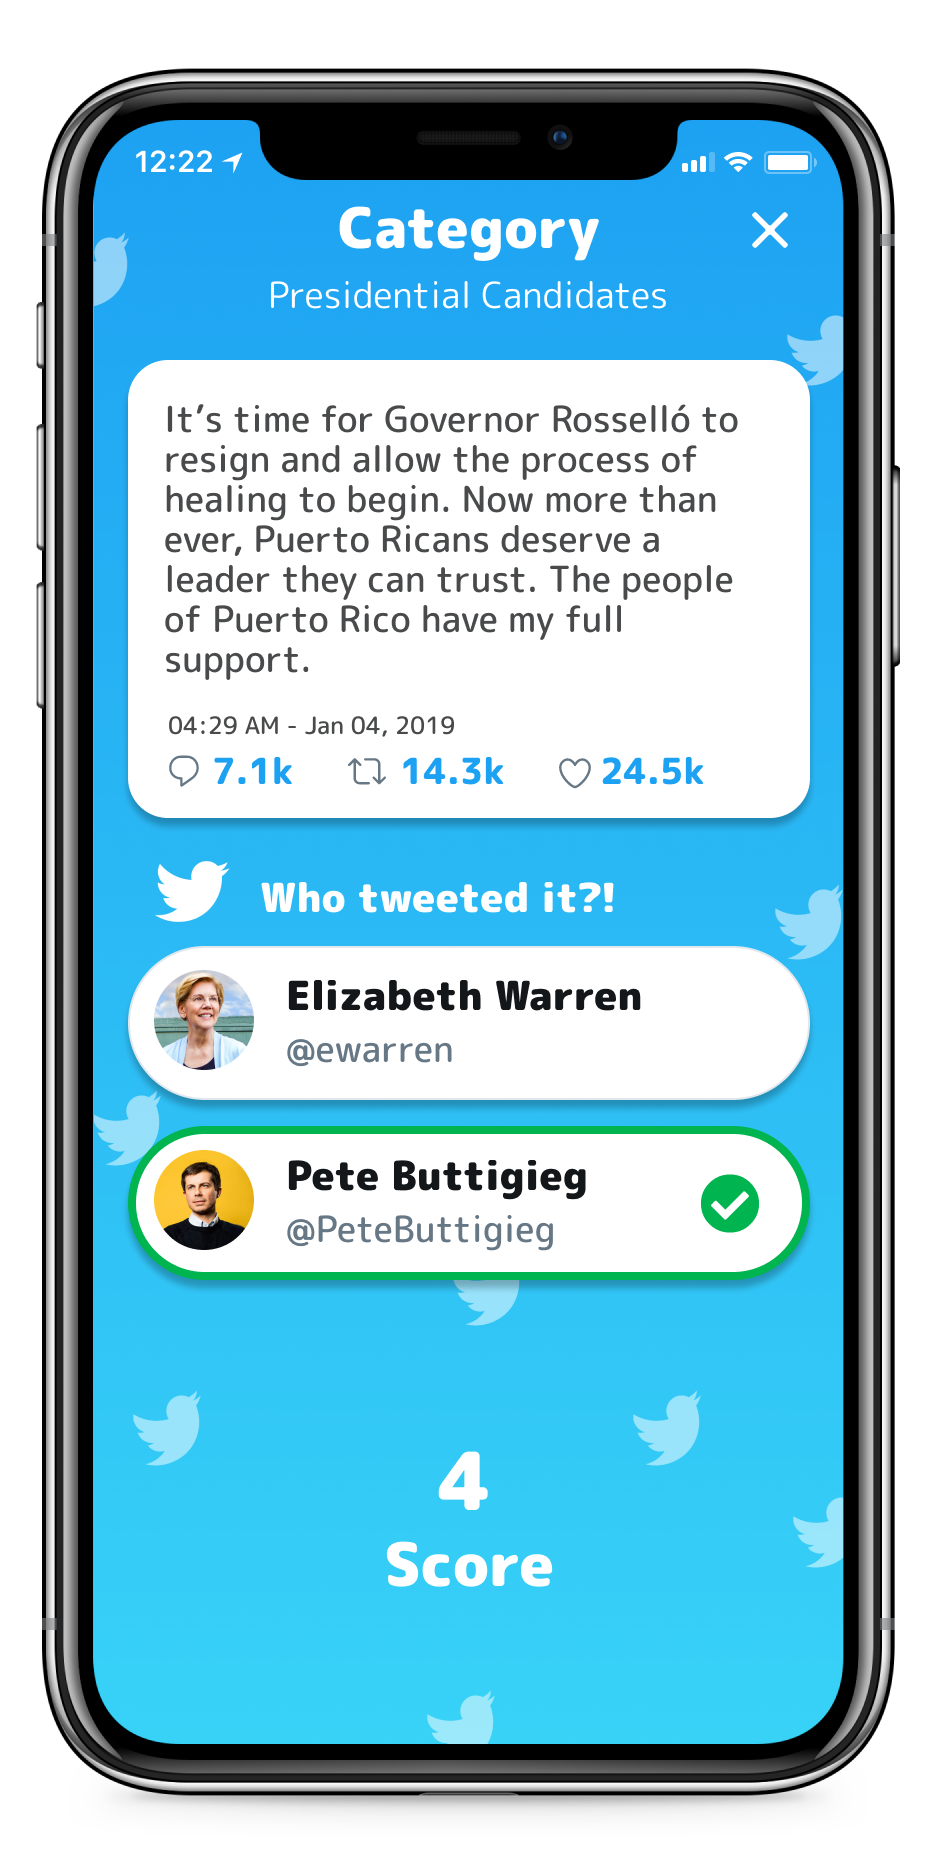 12:22
Category
Presidential Candidates
It’s time for Governor Rosselló to
resign and allow the process of
healing to begin. Now more than
ever, Puerto Ricans deserve a
leader they can trust. The people
of Puerto Rico have my full
support.
04:29 AM - Jan 04, 2019
7.1k 14.3k 24.5k
Who tweeted it?!
Elizabeth Warren
@ewarren
Pete Buttigieg
@PeteButtigieg
4
Score